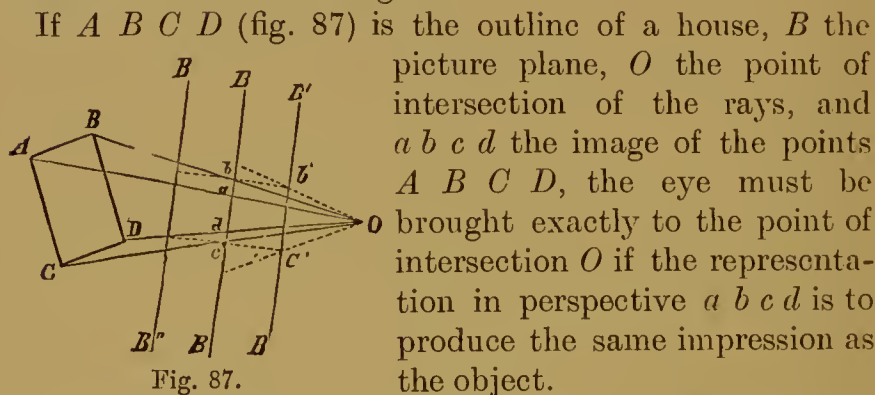 If A B C D (fig. 87) is the outline of a house, B the
picture plane, O the point of
intersection of the rays, and
a b c d the image of the points
A B C D, the eye must be
brought exactly to the point of
intersection O if the representa-
tion in perspective a b c d is to
produce the same impression as
the object.
B B B'
A B
b b'
a
D d O
C c C'
B" B B
Fig. 87.